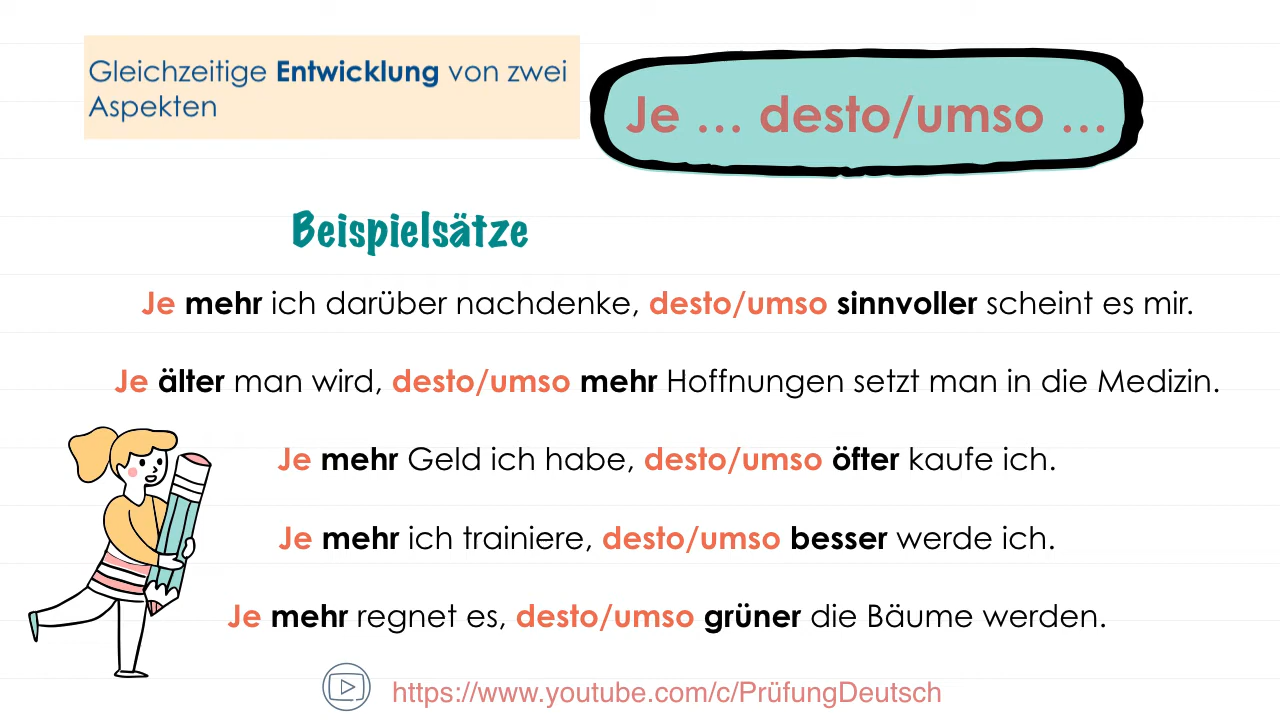 Gleichzeitige Entwicklung von zwei
Aspekten
Je ... desto/umso ...
Beispielsätze
Je mehr ich darüber nachdenke, desto/umso sinnvoller scheint es mir.
Je älter man wird, desto/umso mehr Hoffnungen setzt man in die Medizin.
Je mehr Geld ich habe, desto/umso öfter kaufe ich.
Je mehr ich trainiere, desto/umso besser werde ich.
Je mehr regnet es, desto/umso grüner die Bäume werden.
https://www.youtube.com/c/PrüfungDeutsch